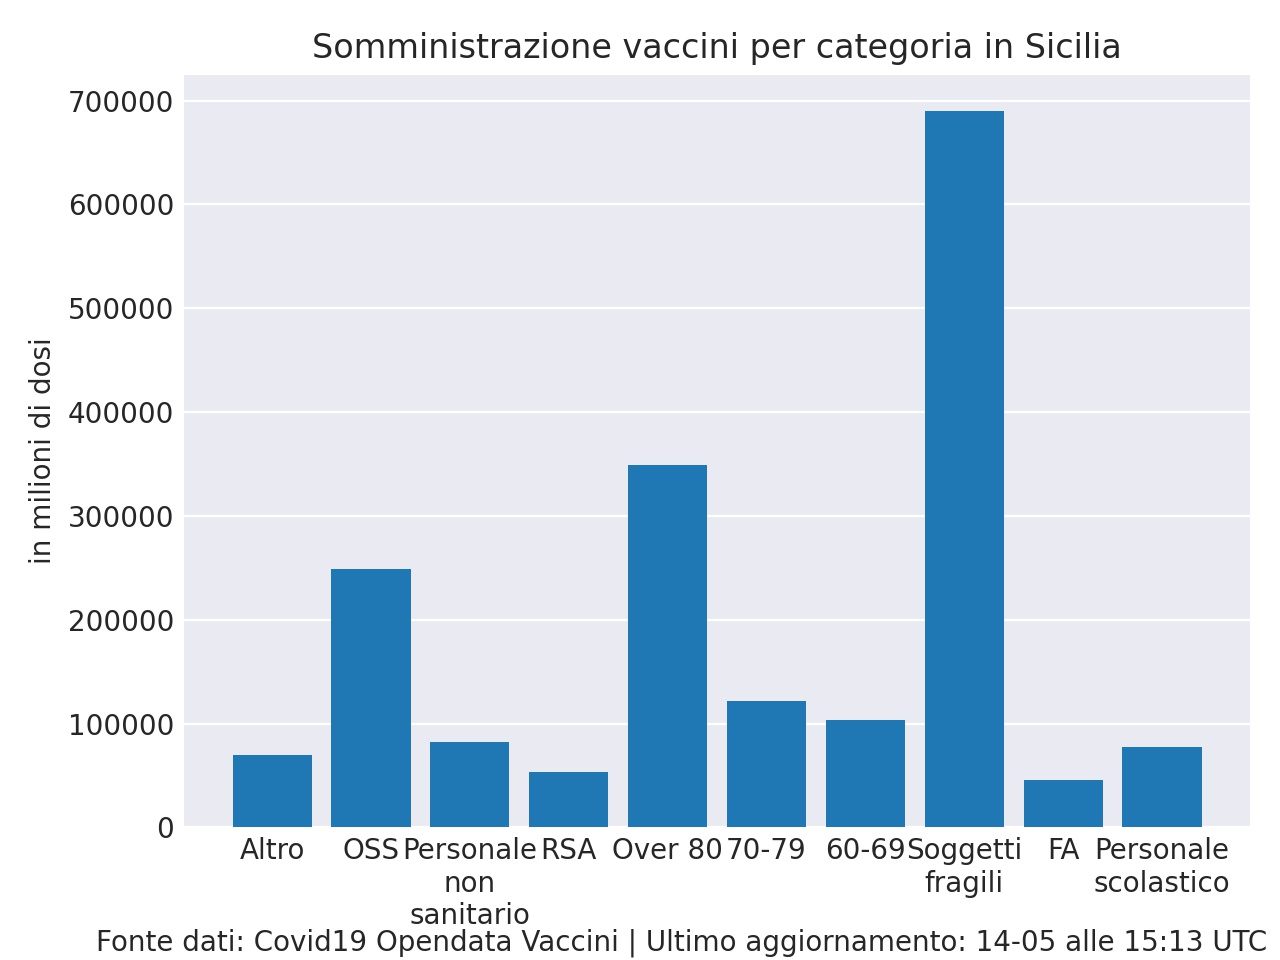 Somministrazione vaccini per categoria in Sicilia
700000
600000
500000
400000
300000
200000
100000
0
in milioni di dosi
Altro
OSS
Personale
non
sanitario
RSA
Over 80
70-79
60-69
Soggetti
fragili
FA
Personale
scolastico
Fonte dati: Covid19 Opendata Vaccini | Ultimo aggiornamento: 14-05 alle 15:13 UTC